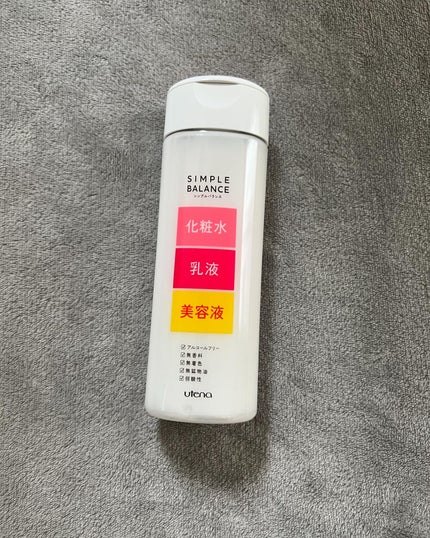 SIMPLE
BALANCE
シンプルバランス
化粧水
乳液
美容液
☑アルコールフリー
☑無香料
☑無着色
☑無鉱物油
☑弱酸性
utena